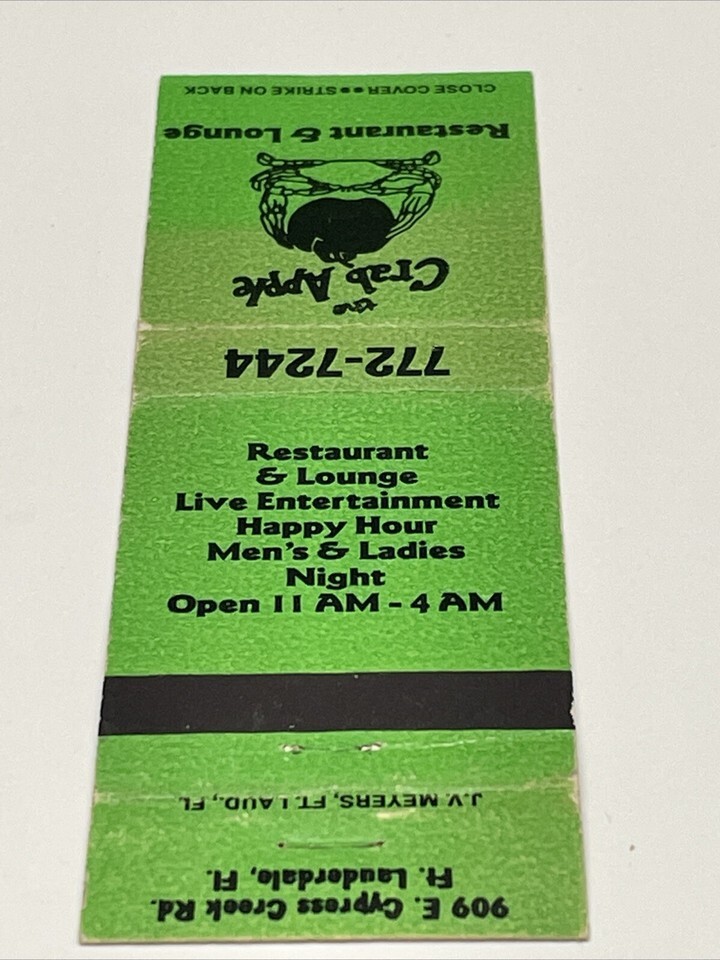 CLOSE COVER●●STRIKE ON BACK
the
Crab Apple
Restaurant & Lounge
772-7244
Restaurant
& Lounge
Live Entertainment
Happy Hour
Men's & Ladies
Night
Open 11 AM - 4 AM
J.V. MEYERS, FT. LAUD., FL
909 E. Cypress Creek Rd.
Ft. Lauderdale, Fl.